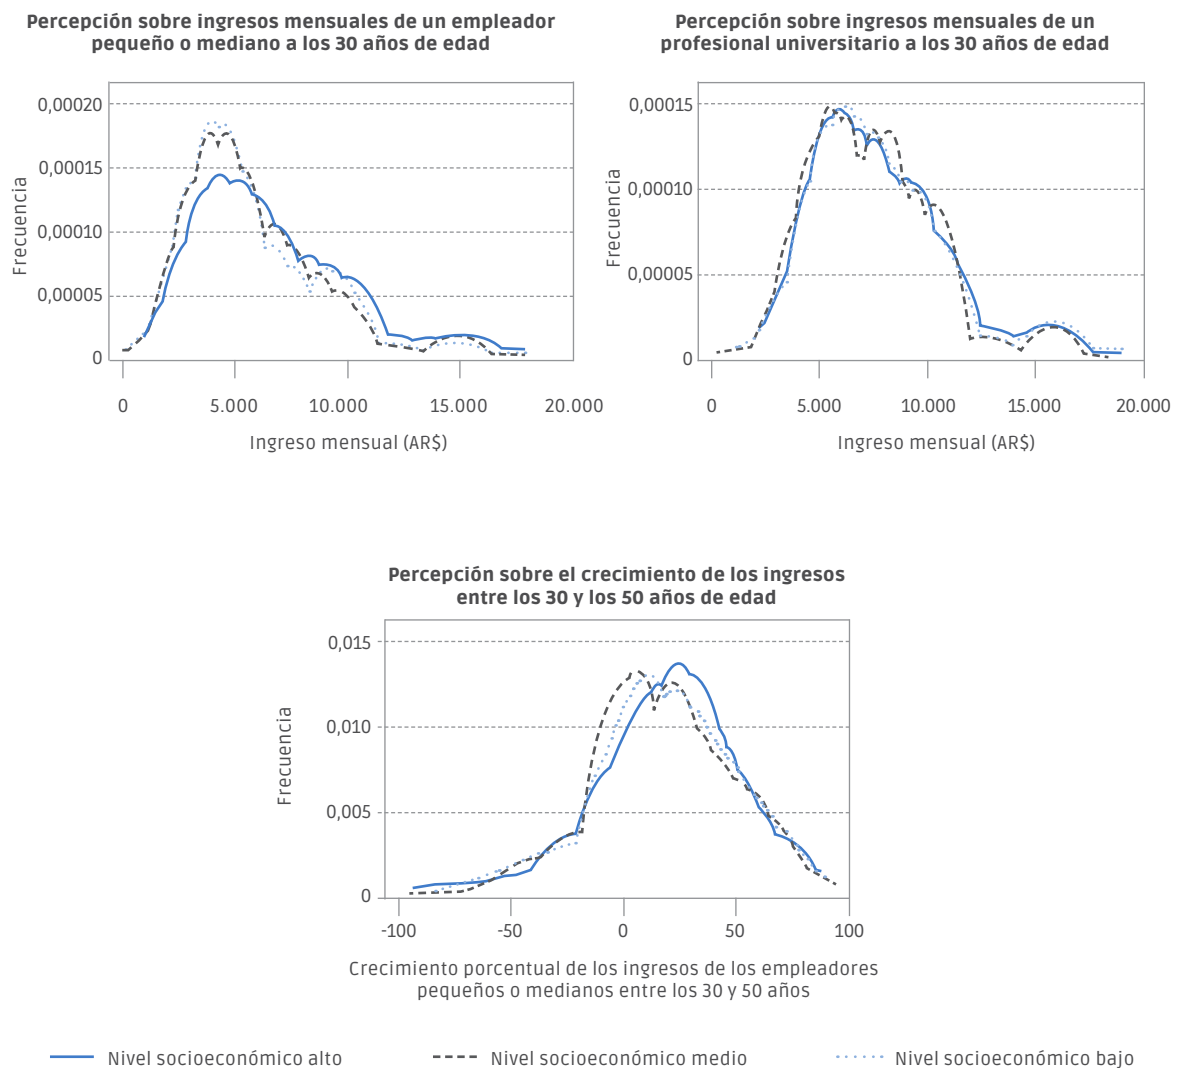 Percepción sobre ingresos mensuales de un empleador
pequeño o mediano a los 30 años de edad
0,00020
0,00015
0,00010
0,00005
0
Frecuencia
0 5.000 10.000 15.000 20.000
Ingreso mensual (AR$)
Percepción sobre ingresos mensuales de un
profesional universitario a los 30 años de edad
0,00015
0,00010
0,00005
0
Frecuencia
0 5.000 10.000 15.000 20.000
Ingreso mensual (AR$)
Percepción sobre el crecimiento de los ingresos
entre los 30 y los 50 años de edad
0,015
0,010
0,005
0
Frecuencia
-100 -50 0 50 100
Crecimiento porcentual de los ingresos de los empleadores
pequeños o medianos entre los 30 y 50 años
Nivel socioeconómico alto Nivel socioeconómico medio Nivel socioeconómico bajo